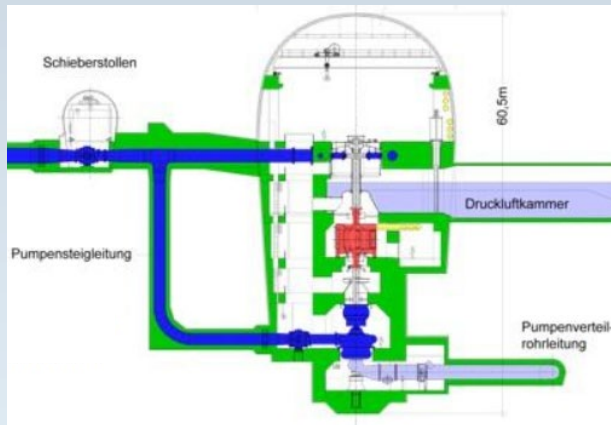 Schieberstollen
60,5m
Druckluftkammer
Pumpensteigleitung
Pumpenverteil-
rohrleitung